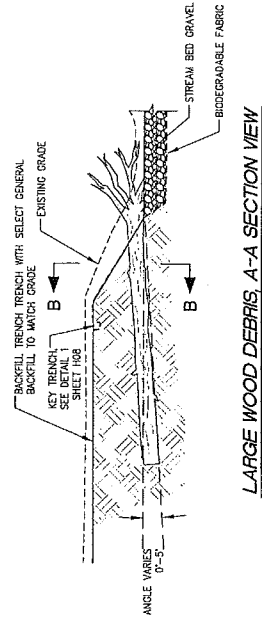 BACKFILL TRENCH TRENCH WITH SELECT GENERAL
BACKFILL TO MATCH GRADE
EXISTING GRADE
KEY TRENCH,
SEE DETAIL 1
SHEET H08
B
B
STREAM BED GRAVEL
BIODEGRADABLE FABRIC
ANGLE VARIES
0°-5°
LARGE WOOD DEBRIS, A-A SECTION VIEW